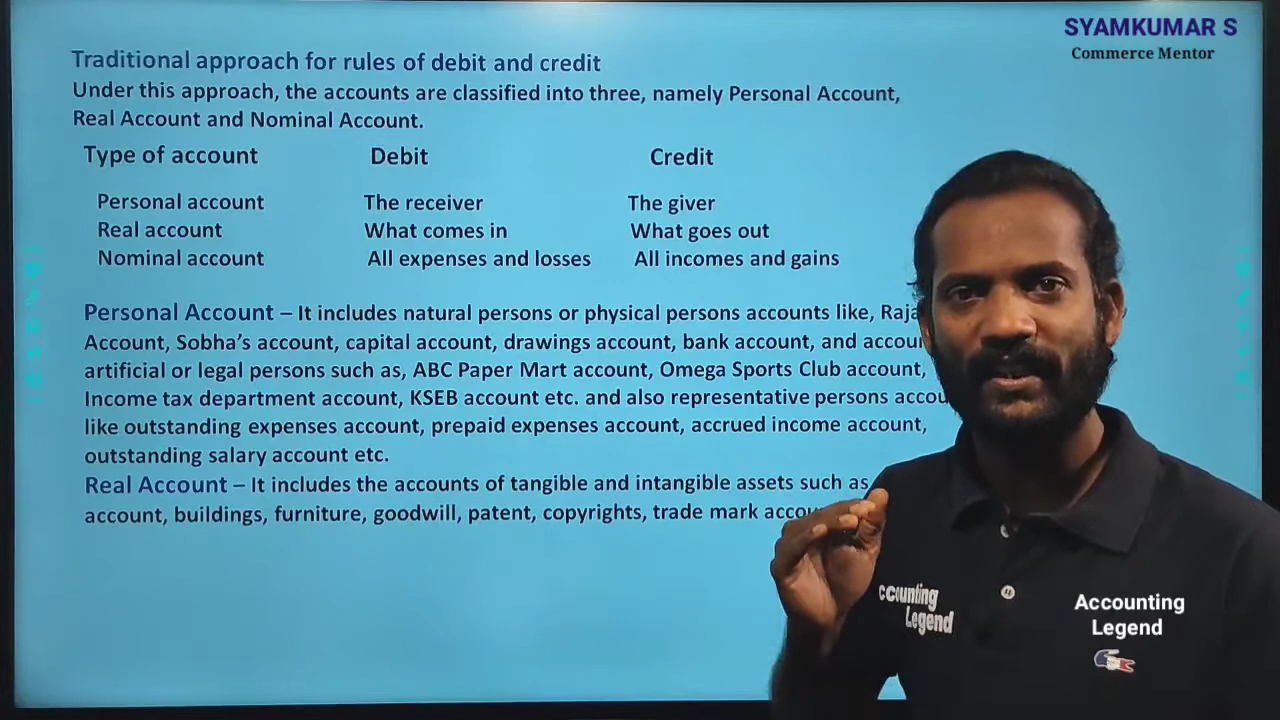 SYAMKUMAR S
Commerce Mentor
Traditional approach for rules of debit and credit
Under this approach, the accounts are classified into three, namely Personal Account,
Real Account and Nominal Account.
Type of account Debit Credit
Personal account The receiver The giver
Real account What comes in What goes out
Nominal account All expenses and losses All incomes and gains
Personal Account – It includes natural persons or physical persons accounts like,
Account, Sobha’s account, capital account, drawings account, bank account, and
artificial or legal persons such as, ABC Paper Mart account, Omega Sports Club account,
Income tax department account, KSEB account etc. and also representative persons
like outstanding expenses account, prepaid expenses account, accrued income account,
outstanding salary account etc.
Real Account – It includes the accounts of tangible and intangible assets such as
account, buildings, furniture, goodwill, patent, copyrights, trade mark
ccounting
Legend
Accounting
Legend